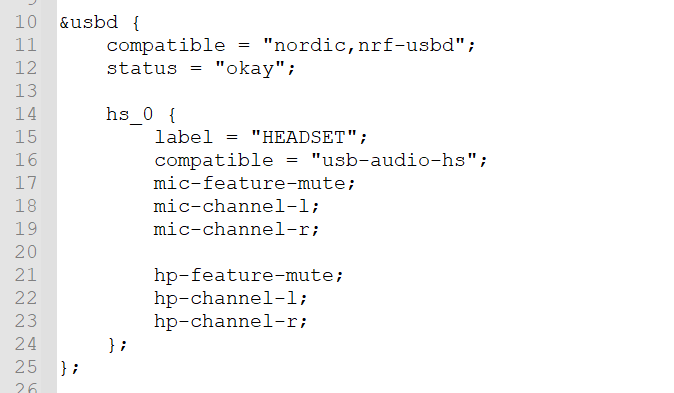 10 &usbd {
11 compatible = "nordic,nrf-usbd";
12 status = "okay";
13
14 hs_0 {
15 label = "HEADSET";
16 compatible = "usb-audio-hs";
17 mic-feature-mute;
18 mic-channel-l;
19 mic-channel-r;
20
21 hp-feature-mute;
22 hp-channel-l;
23 hp-channel-r;
24 };
25 };
26